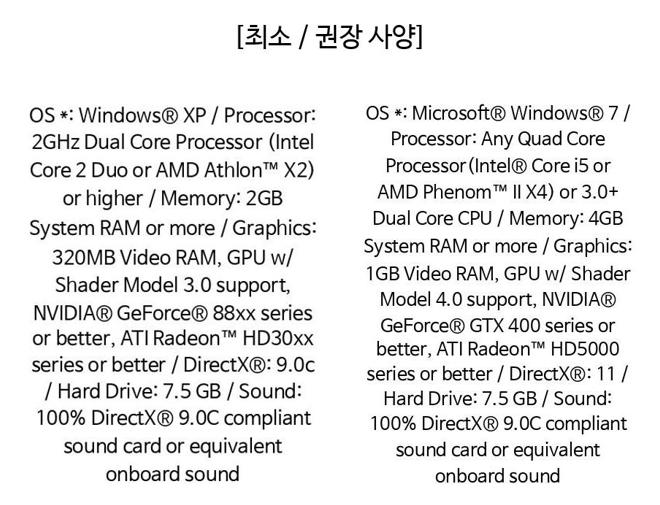 [최소 / 권장 사양]
OS *: Windows® XP / Processor:
2GHz Dual Core Processor (Intel
Core 2 Duo or AMD Athlon™ X2)
or higher / Memory: 2GB
System RAM or more / Graphics:
320MB Video RAM, GPU w/
Shader Model 3.0 support,
NVIDIA® GeForce® 88xx series
or better, ATI Radeon™ HD30xx
series or better / DirectX®: 9.0c
/ Hard Drive: 7.5 GB / Sound:
100% DirectX® 9.0C compliant
sound card or equivalent
onboard sound
OS *: Microsoft® Windows® 7 /
Processor: Any Quad Core
Processor(Intel® Core i5 or
AMD Phenom™ II X4) or 3.0+
Dual Core CPU / Memory: 4GB
System RAM or more / Graphics:
1GB Video RAM, GPU w/ Shader
Model 4.0 support, NVIDIA®
GeForce® GTX 400 series or
better, ATI Radeon™ HD5000
series or better / DirectX®: 11 /
Hard Drive: 7.5 GB / Sound:
100% DirectX® 9.0C compliant
sound card or equivalent
onboard sound